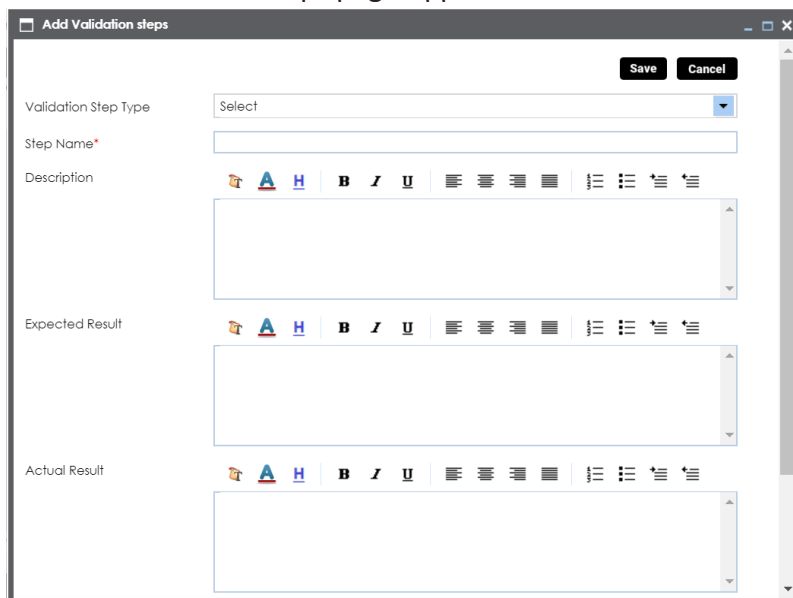 Add Validation steps
Save Cancel
Validation Step Type Select
Step Name*
Description
A H B I U
Expected Result
A H B I U
Actual Result
A H B I U